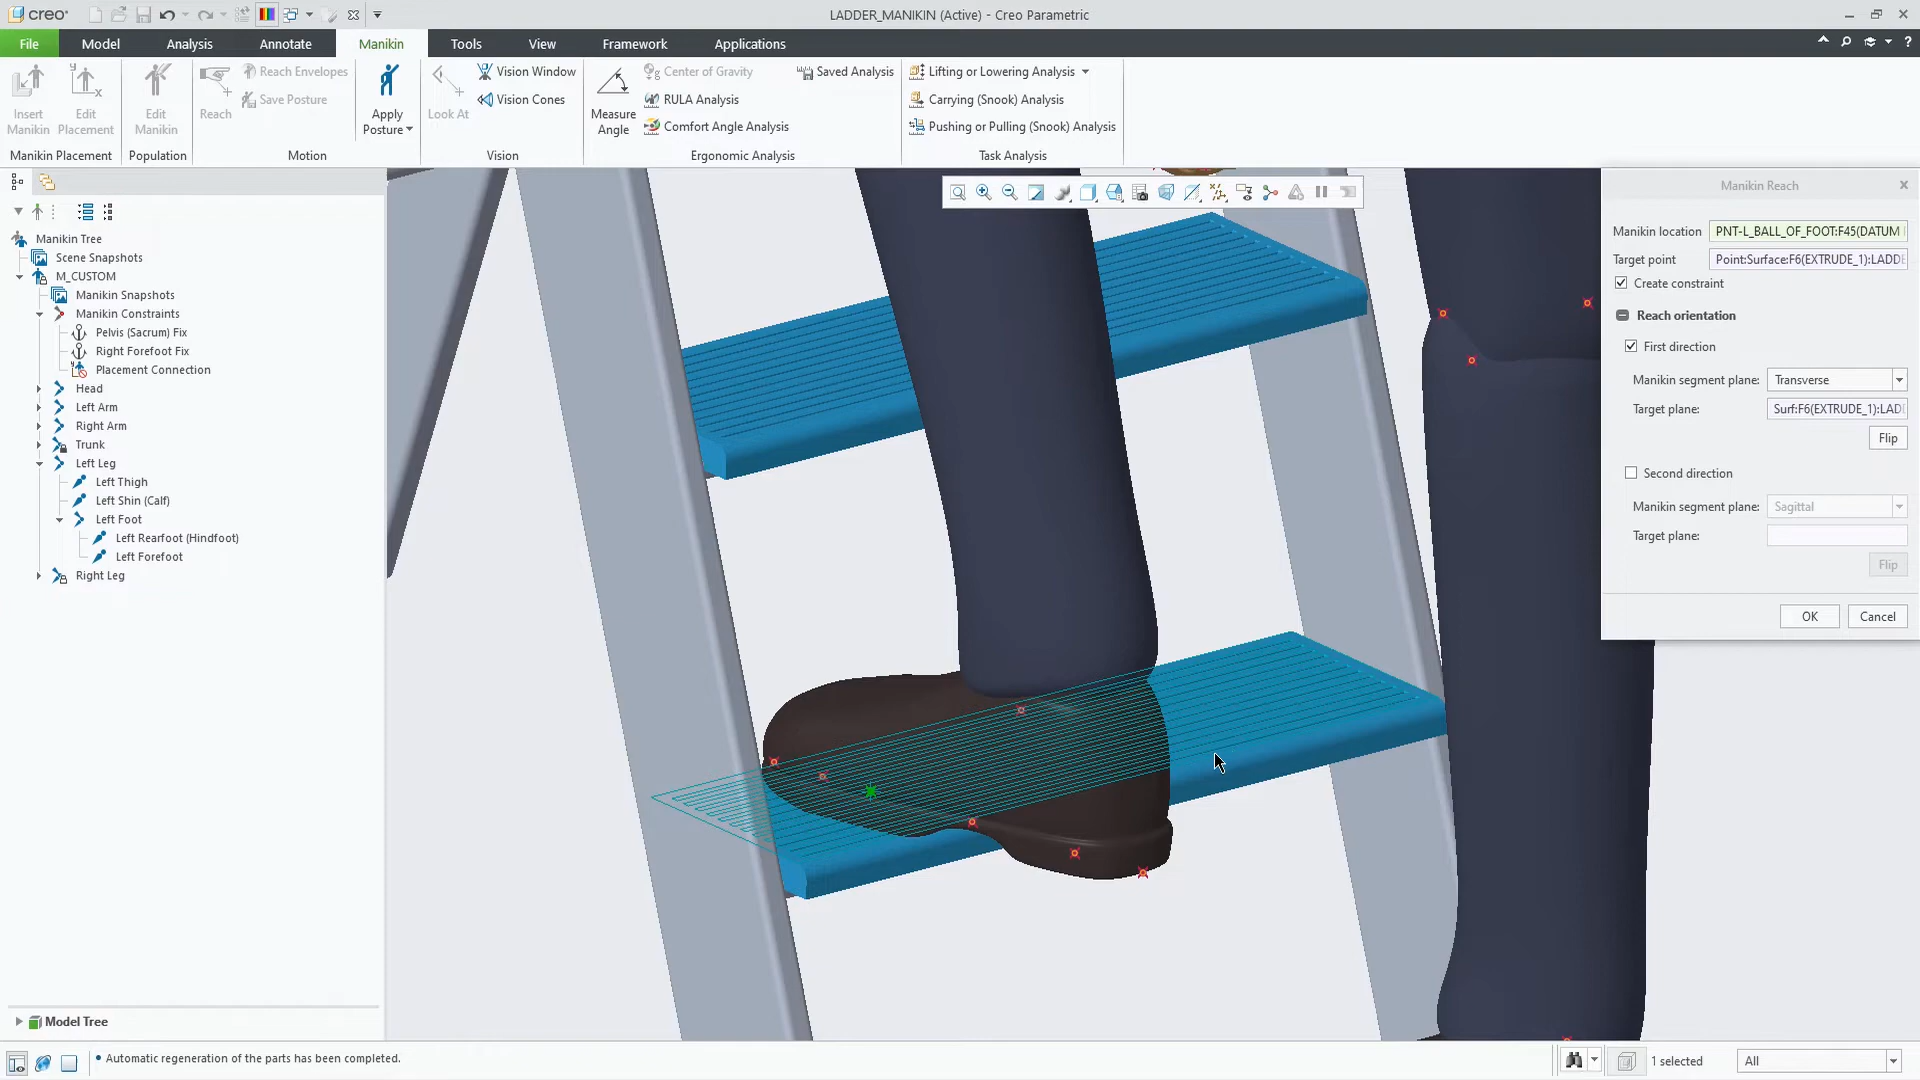 creo
LADDER_MANIKIN (Active) - Creo Parametric
File
Model
Analysis
Annotate
Manikin
Tools
View
Framework
Applications
Insert Manikin
Edit Placement
Manikin Placement
Edit Manikin
Population
Reach
Reach Envelopes
Save Posture
Motion
Apply Posture
Look At
Vision Window
Vision Cones
Vision
Measure Angle
Center of Gravity
RULA Analysis
Comfort Angle Analysis
Saved Analysis
Ergonomic Analysis
Lifting or Lowering Analysis
Carrying (Snook) Analysis
Pushing or Pulling (Snook) Analysis
Task Analysis
Manikin Tree
Scene Snapshots
M_CUSTOM
Manikin Snapshots
Manikin Constraints
Pelvis (Sacrum) Fix
Right Forefoot Fix
Placement Connection
Head
Left Arm
Right Arm
Trunk
Left Leg
Left Thigh
Left Shin (Calf)
Left Foot
Left Rearfoot (Hindfoot)
Left Forefoot
Right Leg
Model Tree
Manikin Reach
Manikin location PNT-L_BALL_OF_FOOT:F45(DATUM
Target point Point:Surface:F6(EXTRUDE_1):LADDE
Create constraint
Reach orientation
First direction
Manikin segment plane: Transverse
Target plane: Surf:F6(EXTRUDE_1):LAD
Flip
Second direction
Manikin segment plane: Sagittal
Target plane:
Flip
OK Cancel
• Automatic regeneration of the parts has been completed.
1 selected
All